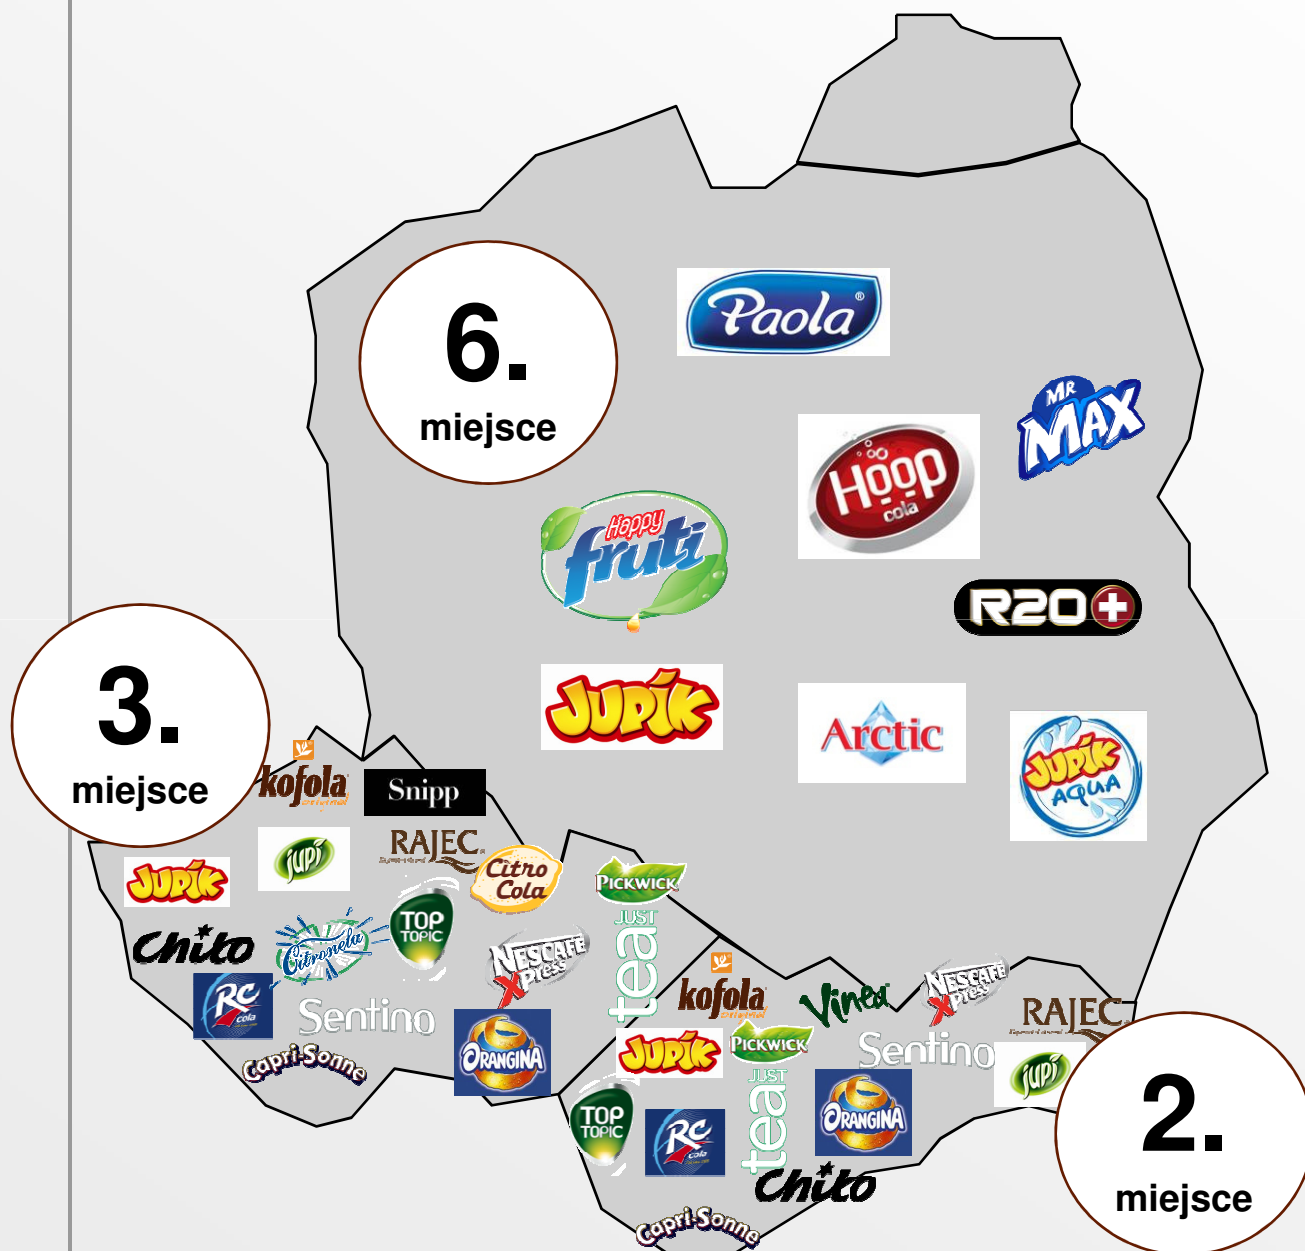 6.
miejsce
Paola®
MR
MAX
Hoop
cola
Happy
fruti
R20+
JUPÍK
Arctic
JUPÍK
AQUA
3.
miejsce
kofola
original
Snipp
RAJEC
JUPÍK
jupí
Citro
Cola
TOP
TOPIC
PICKWICK
JUST
tea
Chito
Citronela
NESCAFÉ
Xpress
RC
cola
Sentino
ORANGINA
Capri-Sonne
kofola
original
Vinea
NESCAFÉ
Xpress
RAJEC
JUPÍK
PICKWICK
JUST
tea
Sentino
jupí
TOP
TOPIC
RC
cola
ORANGINA
Chito
Capri-Sonne
2.
miejsce